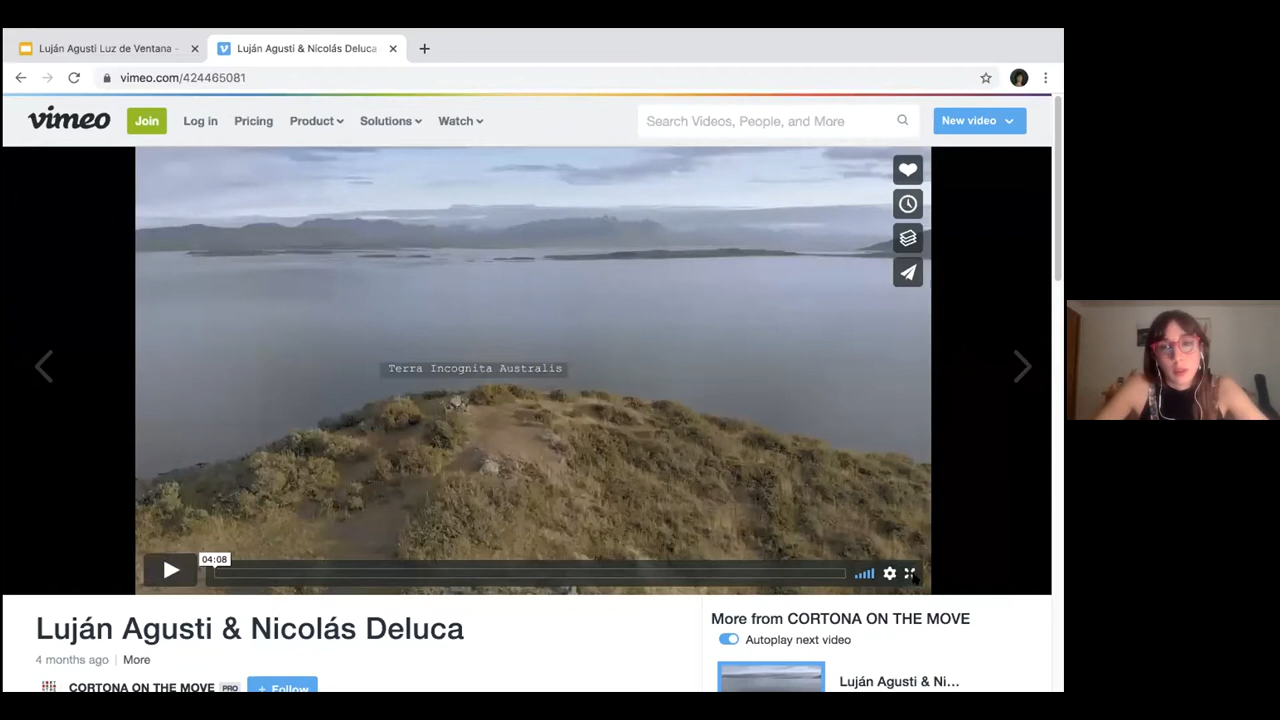 Luján Agusti Luz de Ventana -
Luján Agusti & Nicolás Deluca
vimeo.com/424465081
vimeo
Join
Log in
Pricing
Product
Solutions
Watch
Search Videos, People, and More
New video
Terra Incognita Australis
04:08
Luján Agusti & Nicolás Deluca
4 months ago
More
CORTONA ON THE MOVE
PRO
+ Follow
More from CORTONA ON THE MOVE
Autoplay next video
Luján Agusti & Ni...